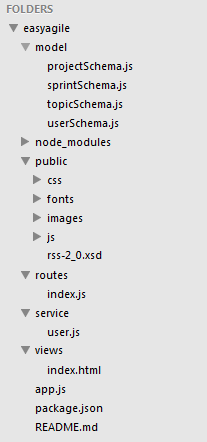 FOLDERS
easyagile
model
projectSchema.js
sprintSchema.js
topicSchema.js
userSchema.js
node_modules
public
css
fonts
images
js
rss-2_0.xsd
routes
index.js
service
user.js
views
index.html
app.js
package.json
README.md